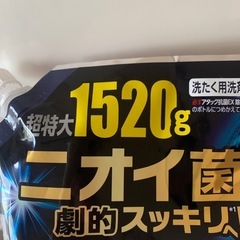 洗たく用洗
必ずアタック抗菌EX
のボトルにつめかえて
超特大1520g
ニオイ菌
劇的スッキリ